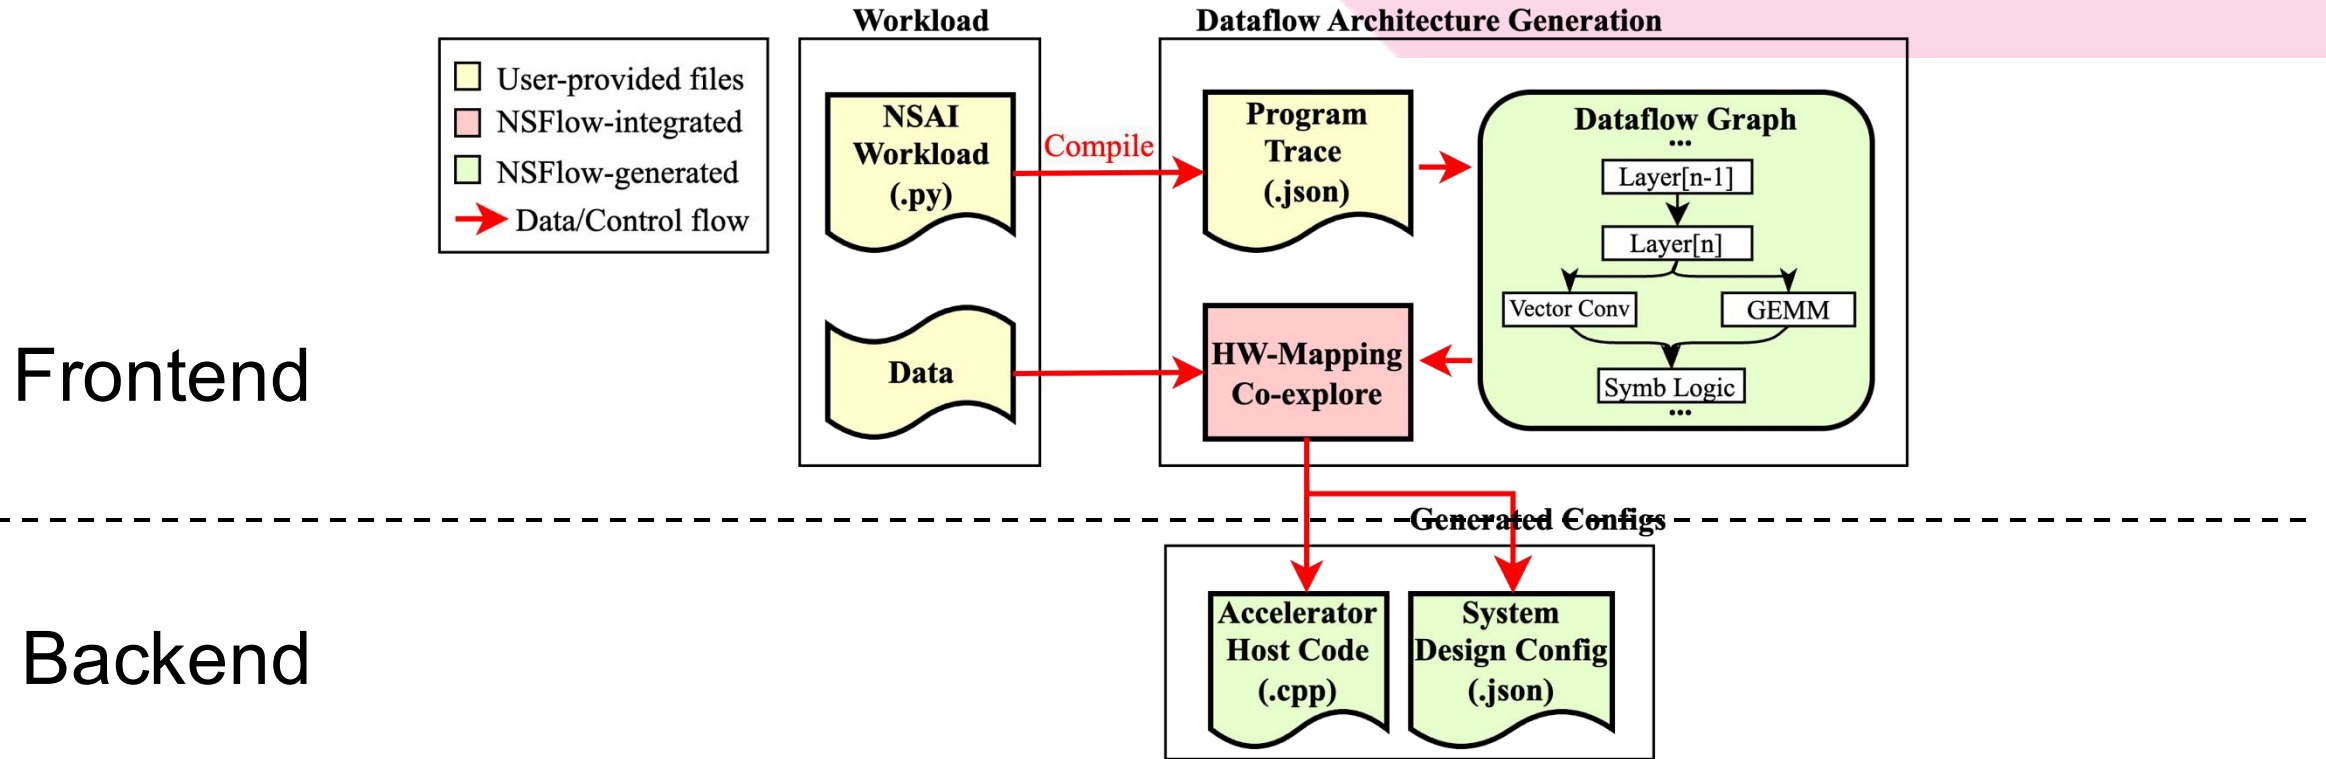 Workload
Dataflow Architecture Generation
User-provided files
NSFlow-integrated
NSFlow-generated
Data/Control flow
NSAI
Workload
(.py)
Compile
Program
Trace
(.json)
Dataflow Graph
...
Layer[n-1]
Layer[n]
Vector Conv
GEMM
Symb Logic
...
Data
HW-Mapping
Co-explore
Frontend
Generated Configs
Backend
Accelerator
Host Code
(.cpp)
System
Design Config
(.json)